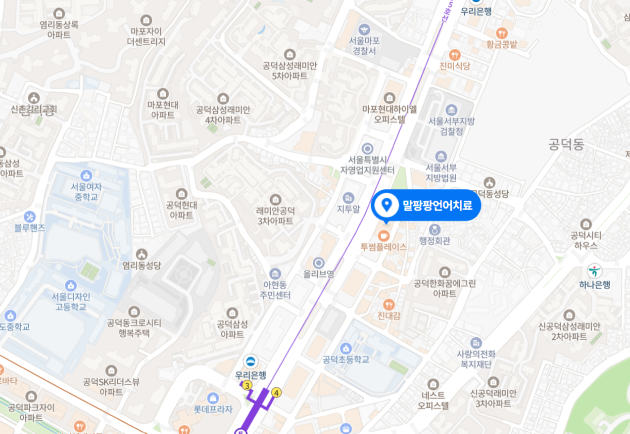 염리동상록
아파트
마포자이
더센트리지
우리은행
서울마포
경찰서
황금콩밭
진미식당
공덕삼성래미안
5차아파트
마포현대
아파트
공덕삼성래미안
4차아파트
마포현대하이엘
오피스텔
신촌길리교회
서울서부지방
검찰청
공덕동
서울특별시
자영업지원센터
서울서부
지방법원
서울여자
중학교
공덕현대
아파트
래미안공덕
3차아파트
지투알
말팡팡언어치료
공덕동성당
블루핸즈
투썸플레이스
행정회관
공덕시티
하우스
염리동성당
올리브영
아현동
주민센터
하나은행
서울디자인
고등학교
공덕한화꿈에그린
아파트
공덕동크로시티
행복주택
공덕삼성
아파트
진대감
도중학교
신공덕삼성래미안
2차아파트
공덕초등학교
사랑의전화
복지재단
우리은행
공덕SK리더스뷰
아파트
3
4
네스트
오피스텔
신공덕래미안
3차아파트
공덕파크자이
아파트
롯데프라자
5